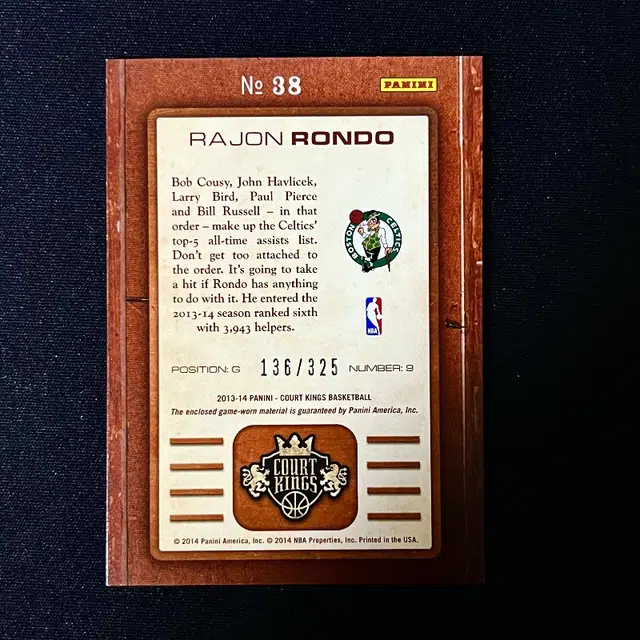 Nº 38
PANINI
RAJON RONDO
Bob Cousy, John Havlicek,
Larry Bird, Paul Pierce
and Bill Russell – in that
order – make up the Celtics'
top-5 all-time assists list.
Don't get too attached to
the order. It's going to take
a hit if Rondo has anything
to do with it. He entered the
2013-14 season ranked sixth
with 3,943 helpers.
BOSTON CELTICS
NBA
POSITION: G 136/325 NUMBER: 9
2013-14 PANINI - COURT KINGS BASKETBALL
The enclosed game-worn material is guaranteed by Panini America, Inc.
COURT
KINGS
© 2014 Panini America, Inc. © 2014 NBA Properties, Inc. Printed in the USA.